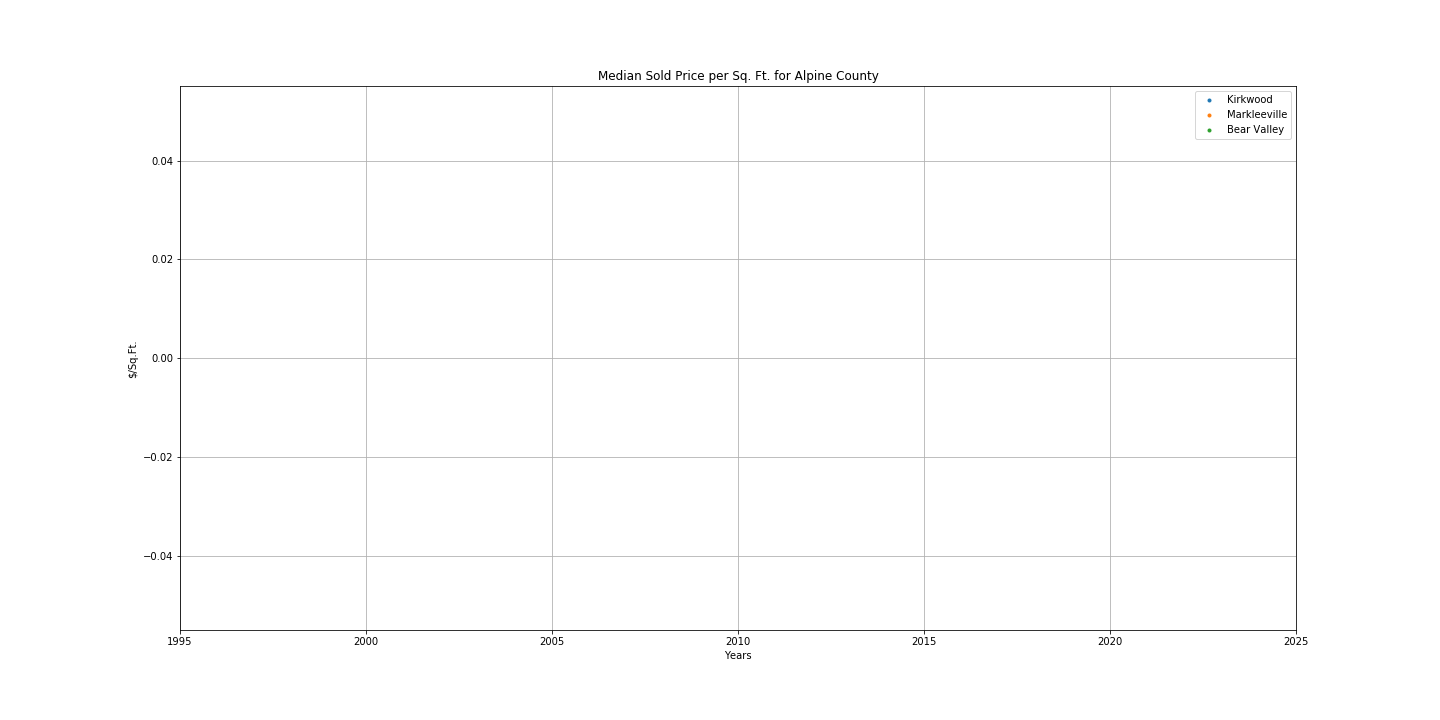 Median Sold Price per Sq. Ft. for Alpine County
Kirkwood
Markleeville
Bear Valley
0.04
0.02
0.00
−0.02
−0.04
$/Sq.Ft.
1995 2000 2005 2010 2015 2020 2025
Years